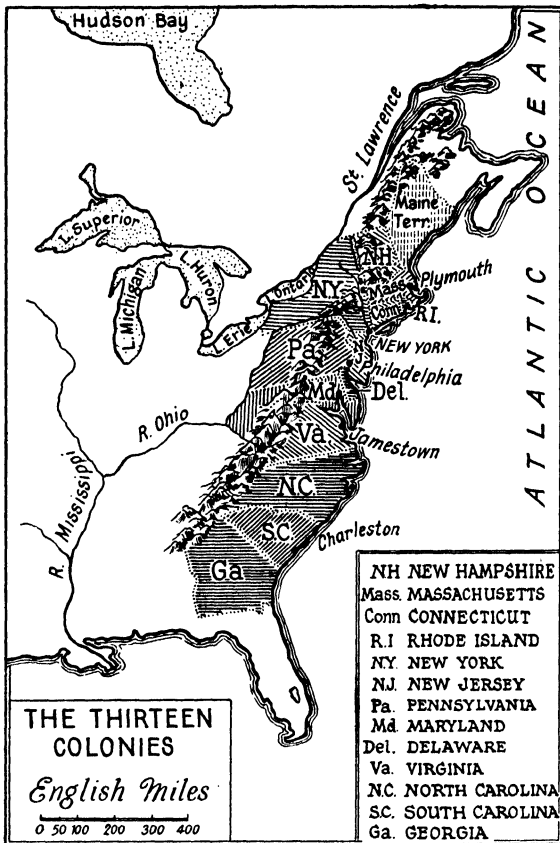 Hudson Bay
ATLANTIC OCEAN
St. Lawrence
L. Superior
L. Michigan
L. Huron
Ontario
L. Erie
Maine
Terr.
NH
NY.
Mass
Conn
Plymouth
R.I.
NEW YORK
N.J.
Pa.
Philadelphia
Md.
Del.
R. Ohio
Va.
Jamestown
R. Mississippi
N.C.
S.C.
Charleston
Ga
NH NEW HAMPSHIRE
Mass. MASSACHUSETTS
Conn CONNECTICUT
R.I RHODE ISLAND
N.Y. NEW YORK
N.J. NEW JERSEY
Pa. PENNSYLVANIA
Md. MARYLAND
Del. DELAWARE
Va. VIRGINIA
N.C. NORTH CAROLINA
S.C. SOUTH CAROLINA
Ga. GEORGIA
THE THIRTEEN
COLONIES
English Miles
0 50 100 200 300 400